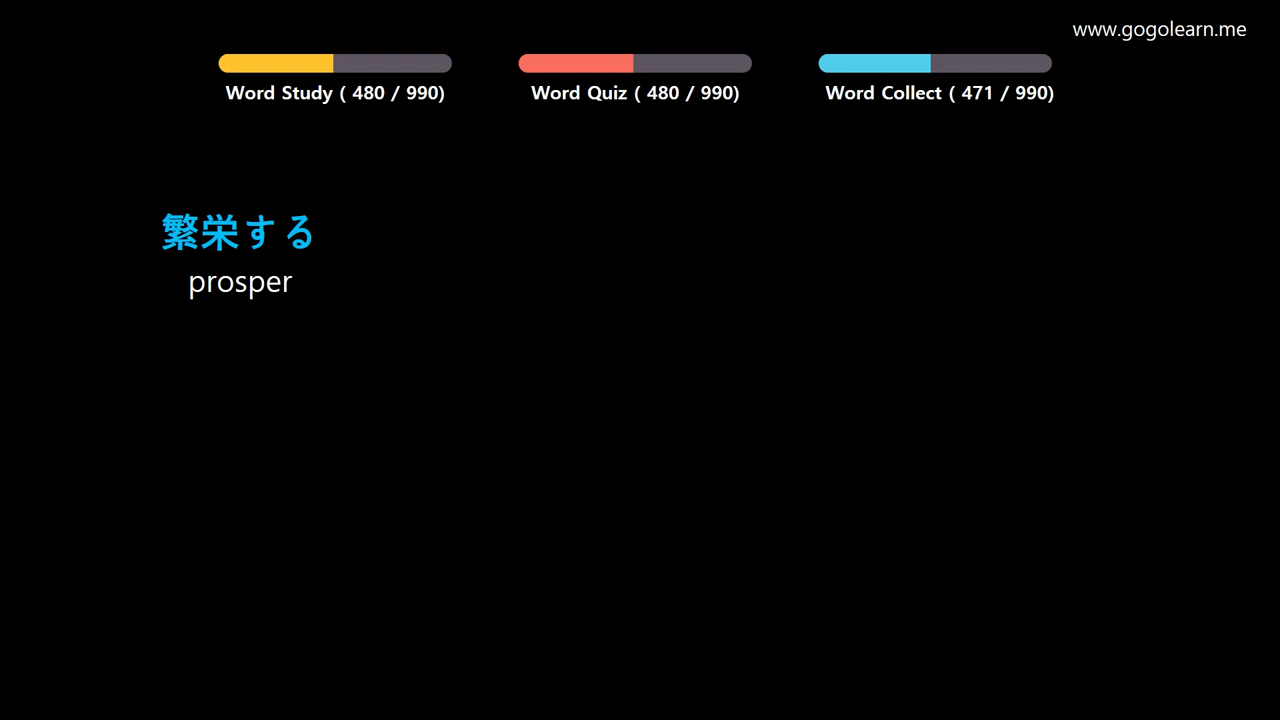 www.gogolearn.me
Word Study ( 480 / 990)
Word Quiz ( 480 / 990)
Word Collect ( 471 / 990)
繁栄する
prosper